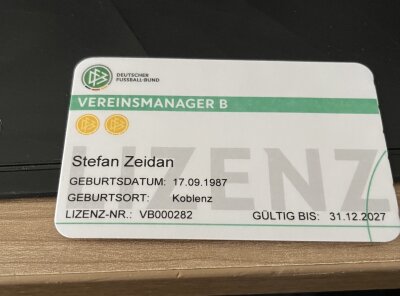 DEUTSCHER
FUSSBALL-BUND
VEREINSMANAGER B
LIZENZ
Stefan Zeidan
GEBURTSDATUM: 17.09.1987
GEBURTSORT: Koblenz
LIZENZ-NR.: VB000282 GÜLTIG BIS: 31.12.2027